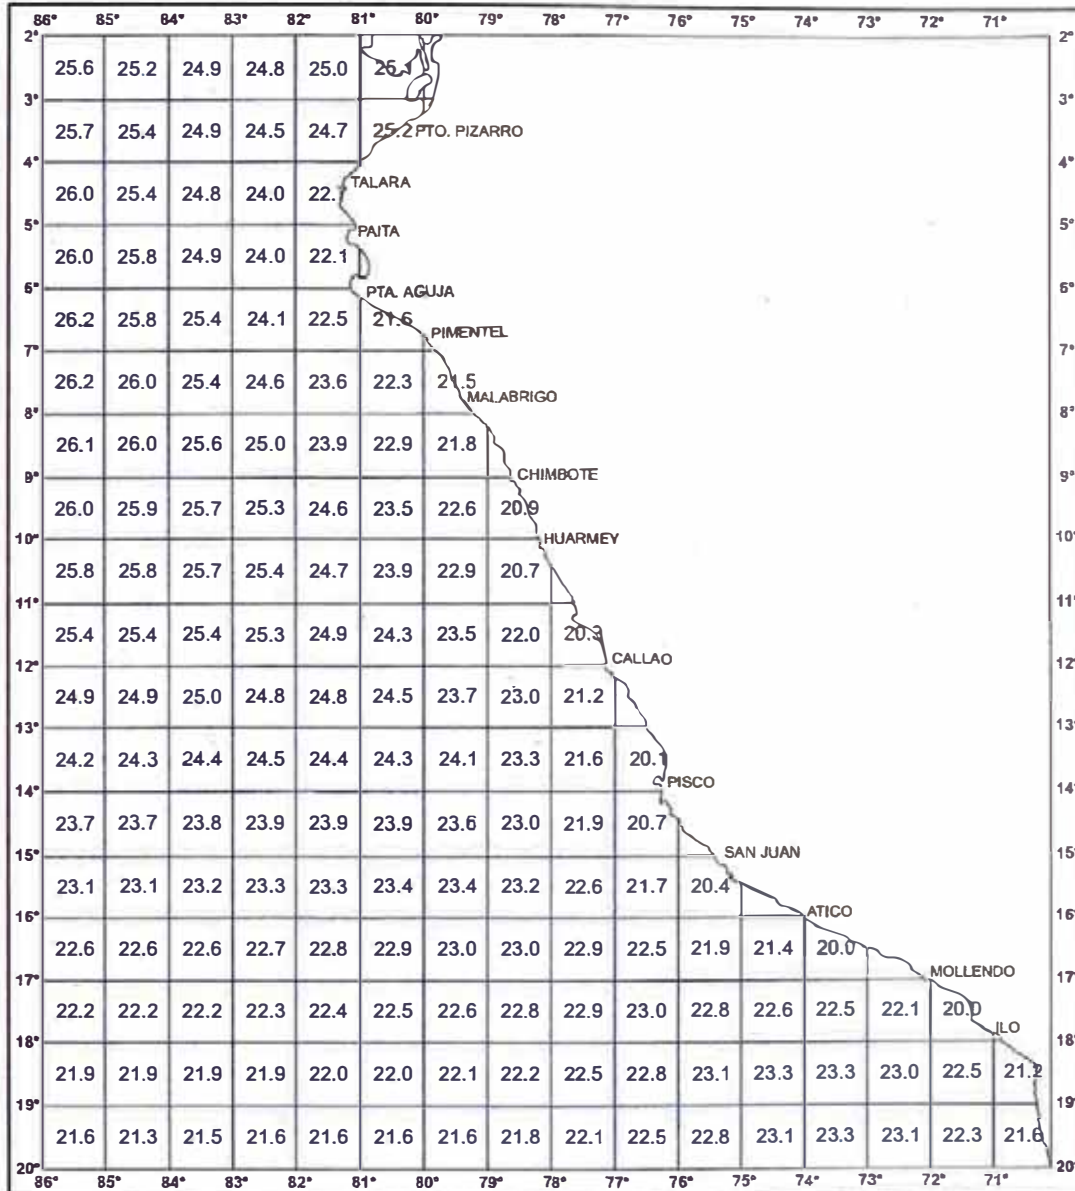 77° 76° 75° 74° 73° 72° 71°
86° 85° 84° 83° 82° 81° 80° 79° 78°
2° 2°
25.6 25.2 24.9 24.8 25.0 25.1
3° 3°
25.7 25.4 24.9 24.5 24.7 25.2 PTO. PIZARRO
4° 4°
TALARA
26.0 25.4 24.8 24.0
5° 5°
PAITA
26.0 25.8 24.9 24.0 22.1
6° 6°
PTA. AGUJA
26.2 25.8 25.4 24.1 22.5 21.6
PIMENTEL
7° 7°
26.2 26.0 25.4 24.6 23.6 22.3 21.5
MALABRIGO
8° 8°
26.1 26.0 25.6 25.0 23.9 22.9 21.8
9° CHIMBOTE 9°
26.0 25.9 25.7 25.3 24.6 23.5 22.6 20.9
10° HUARMEY 10°
25.8 25.8 25.7 25.4 24.7 23.9 22.9 20.7
11° 11°
25.4 25.4 25.4 25.3 24.9 24.3 23.5 22.0 20.3
CALLAO
12° 12°
24.9 24.9 25.0 24.8 24.8 24.5 23.7 23.0 21.2
13° 13°
24.2 24.3 24.4 24.5 24.4 24.3 24.1 23.3 21.6 20.1
PISCO
14° 14°
23.7 23.7 23.8 23.9 23.9 23.9 23.6 23.0 21.9 20.7
15° SAN JUAN 15°
23.1 23.1 23.2 23.3 23.3 23.4 23.4 23.2 22.6 21.7 20.4
ATICO
16° 16°
22.6 22.6 22.6 22.7 22.8 22.9 23.0 23.0 22.9 22.5 21.9 21.4 20.0
MOLLENDO
17° 17°
22.2 22.2 22.2 22.3 22.4 22.5 22.6 22.8 22.9 23.0 22.8 22.6 22.5 22.1 20.0
ILO
18° 18°
21.9 21.9 21.9 21.9 22.0 22.0 22.1 22.2 22.5 22.8 23.1 23.3 23.3 23.0 22.5 21.2
19° 19°
21.6 21.3 21.5 21.6 21.6 21.6 21.6 21.8 22.1 22.5 22.8 23.1 23.3 23.1 22.3 21.6
20° 20°
86° 85° 84° 83° 82° 81° 80° 79° 78° 77° 76° 75° 74° 73° 72° 71°